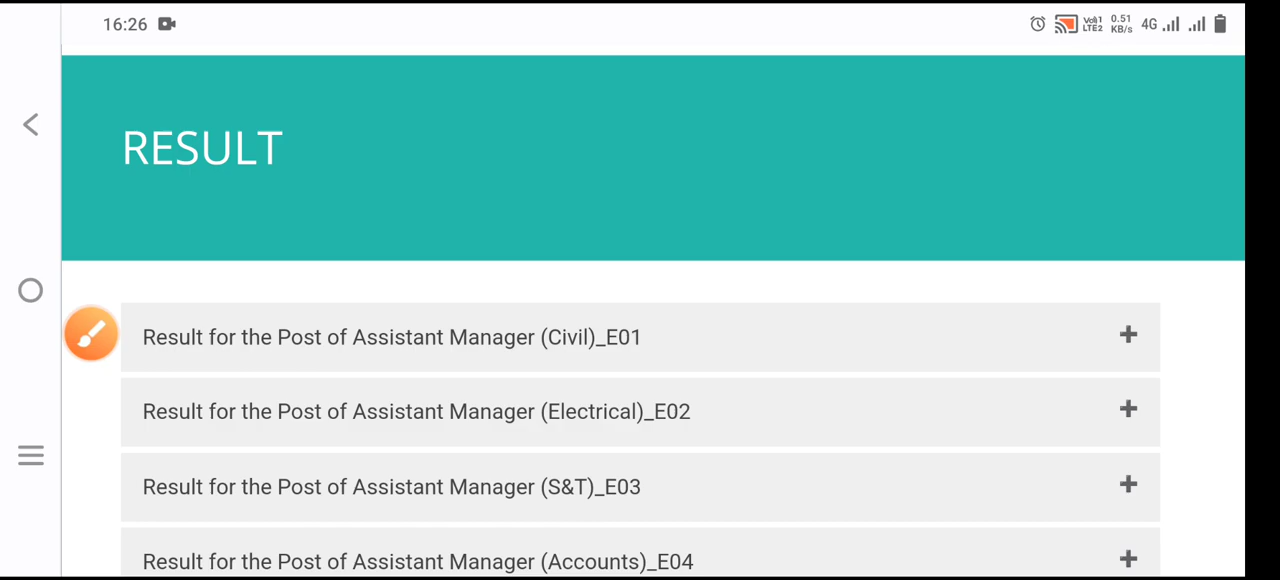 16:26
Vo)) 1 LTE2
0.51 KB/s
4G
RESULT
Result for the Post of Assistant Manager (Civil)_E01
Result for the Post of Assistant Manager (Electrical)_E02
Result for the Post of Assistant Manager (S&T)_E03
Result for the Post of Assistant Manager (Accounts)_E04